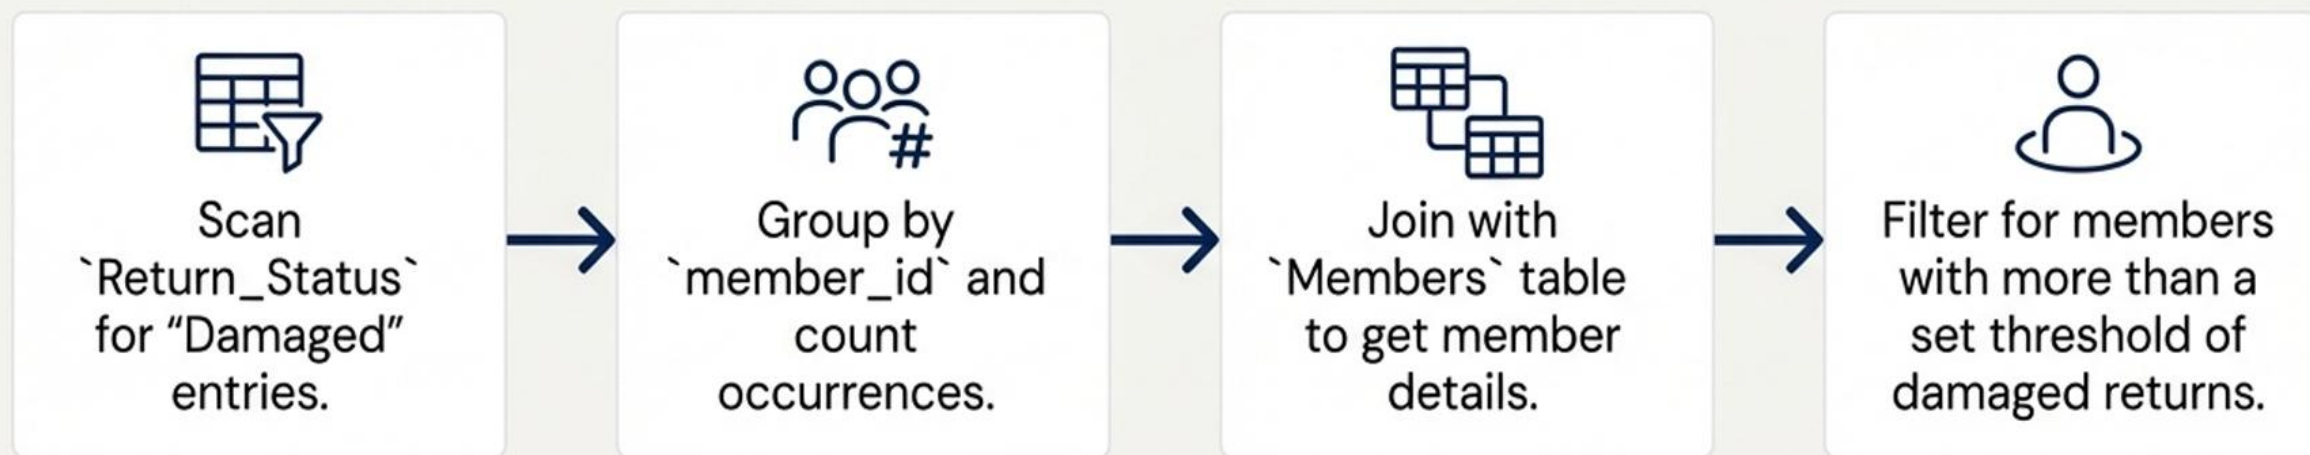 Scan
`Return_Status`
for “Damaged”
entries.
#
Group by
`member_id` and
count
occurrences.
Join with
`Members` table
to get member
details.
Filter for members
with more than a
set threshold of
damaged returns.